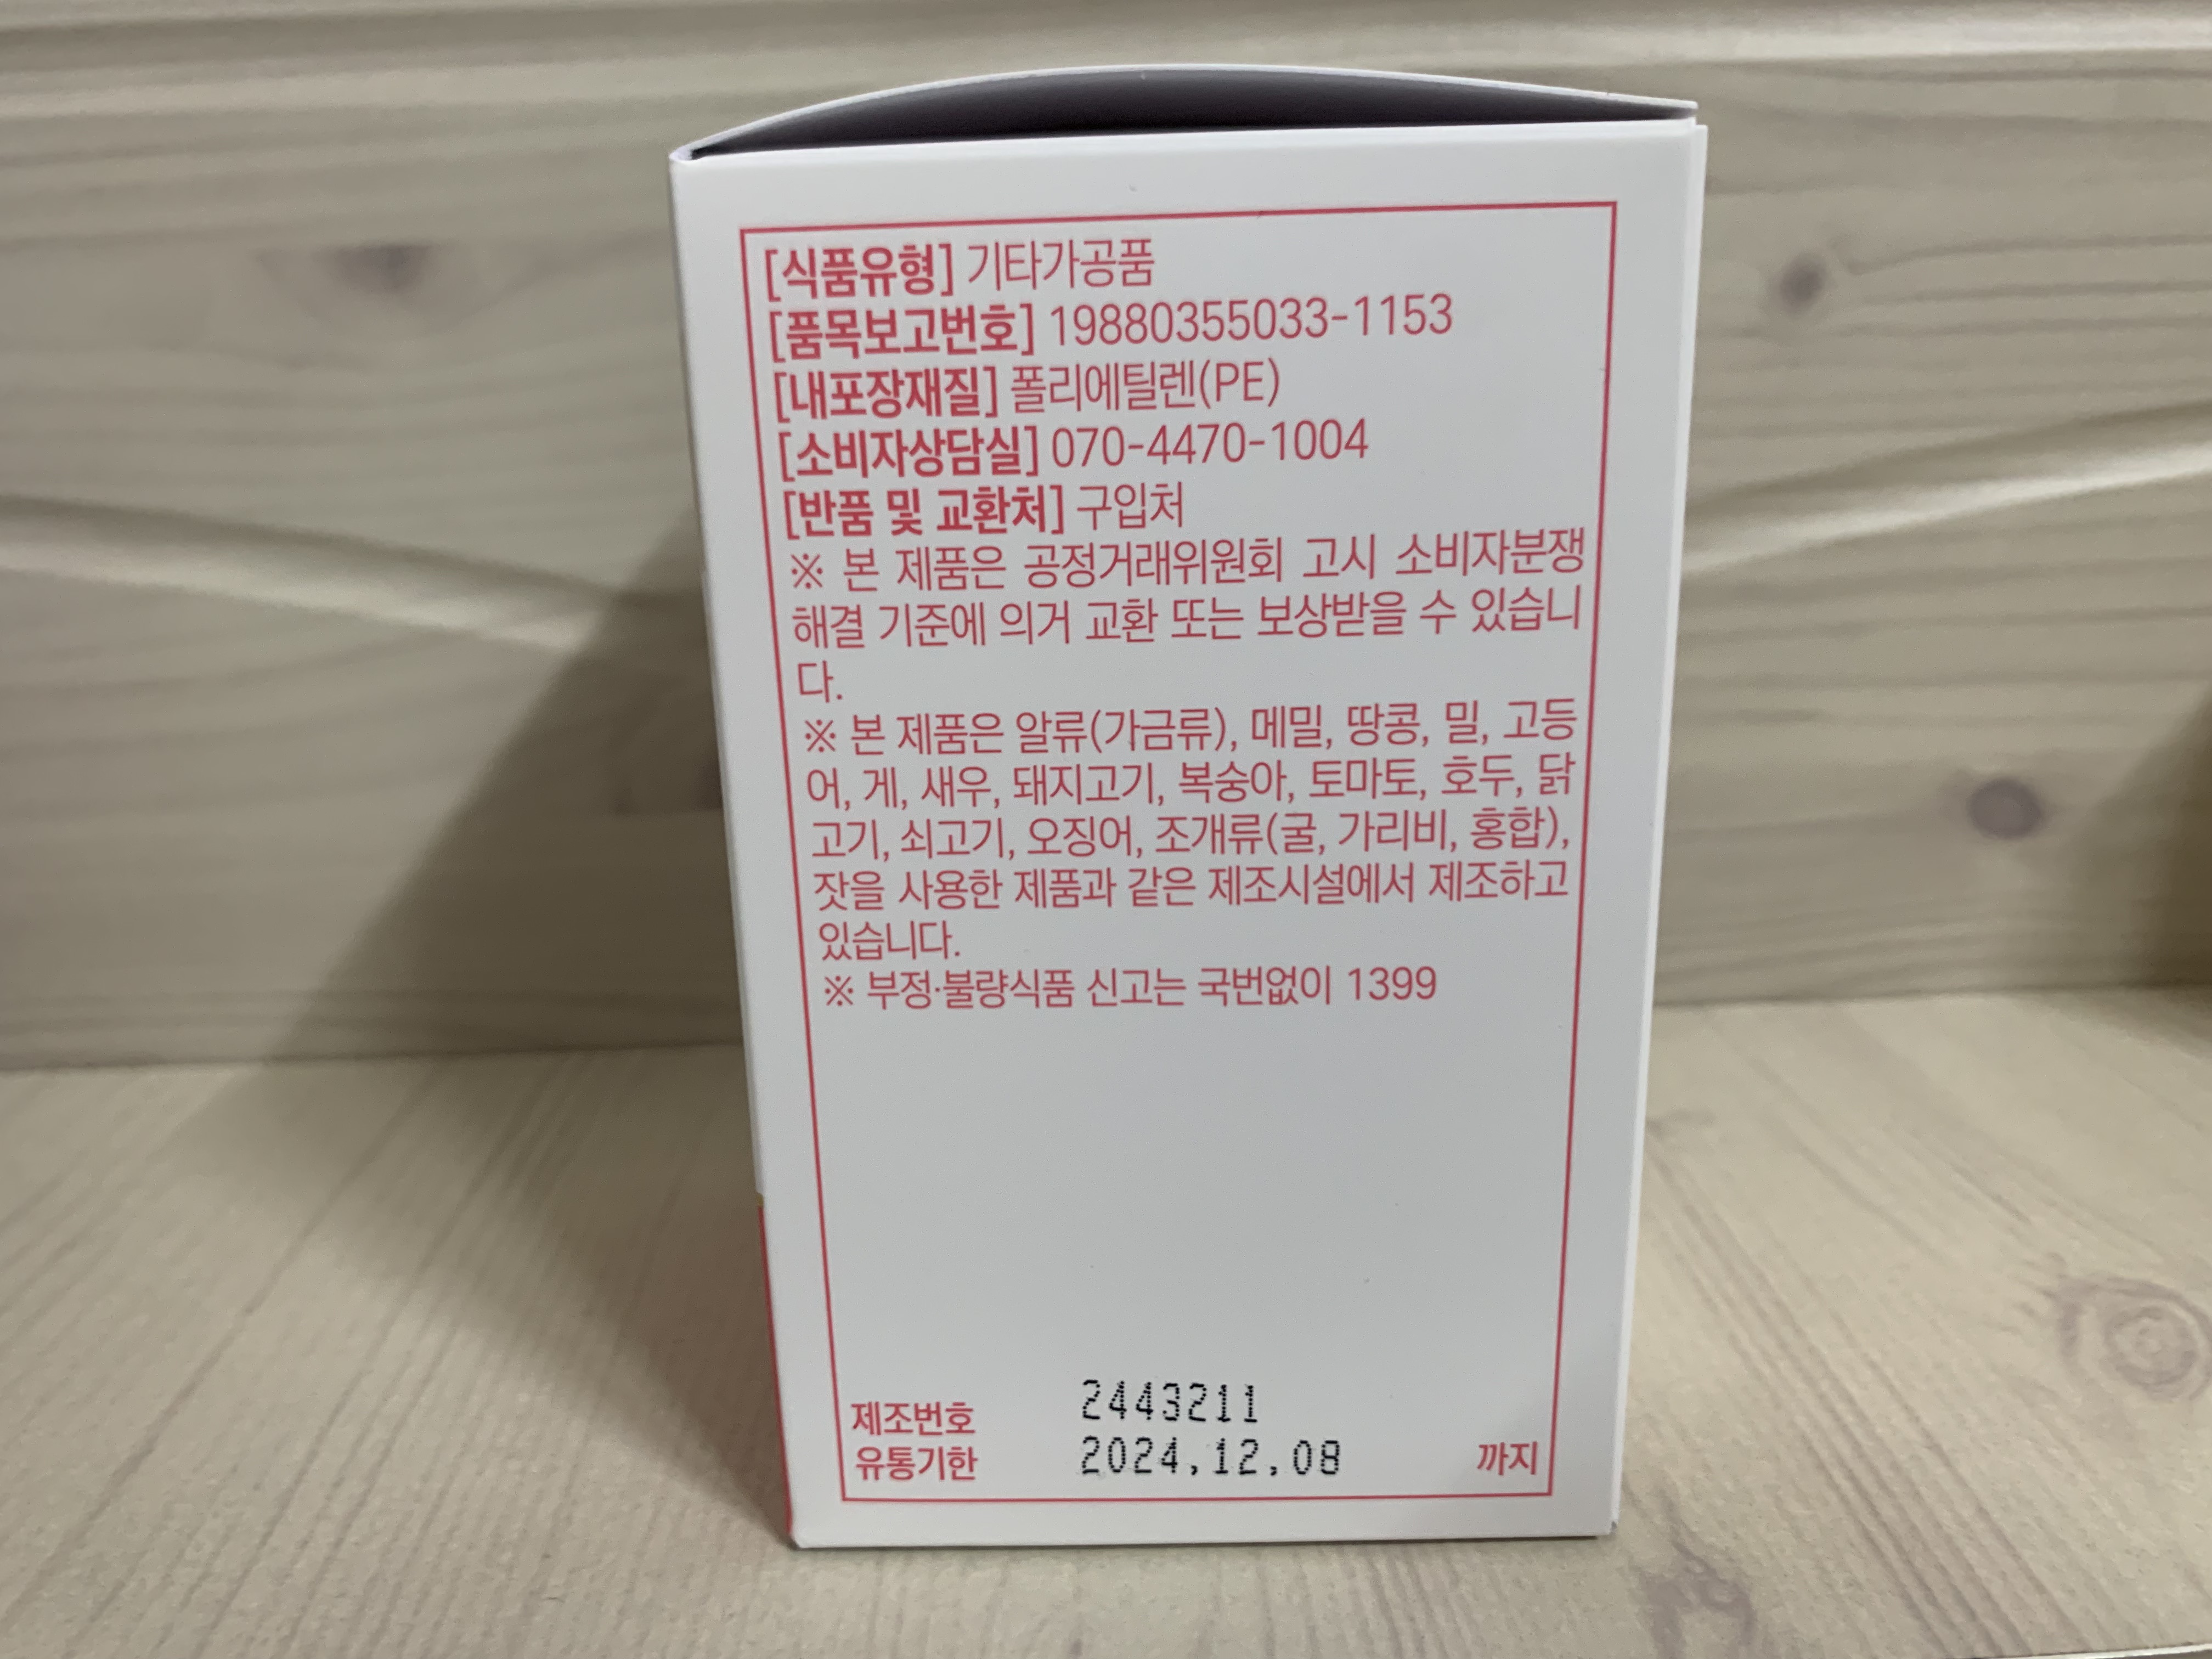 [식품유형] 기타가공품
[품목보고번호] 19880355033-1153
[내포장재질] 폴리에틸렌(PE)
[소비자상담실] 070-4470-1004
[반품 및 교환처] 구입처
※ 본 제품은 공정거래위원회 고시 소비자분쟁
해결 기준에 의거 교환 또는 보상받을 수 있습니
다.
※ 본 제품은 알류(가금류), 메밀, 땅콩, 밀, 고등
어, 게, 새우, 돼지고기, 복숭아, 토마토, 호두, 닭
고기, 쇠고기, 오징어, 조개류(굴, 가리비, 홍합),
잣을 사용한 제품과 같은 제조시설에서 제조하고
있습니다.
※ 부정·불량식품 신고는 국번없이 1399
제조번호 2443211
유통기한 2024.12.08 까지